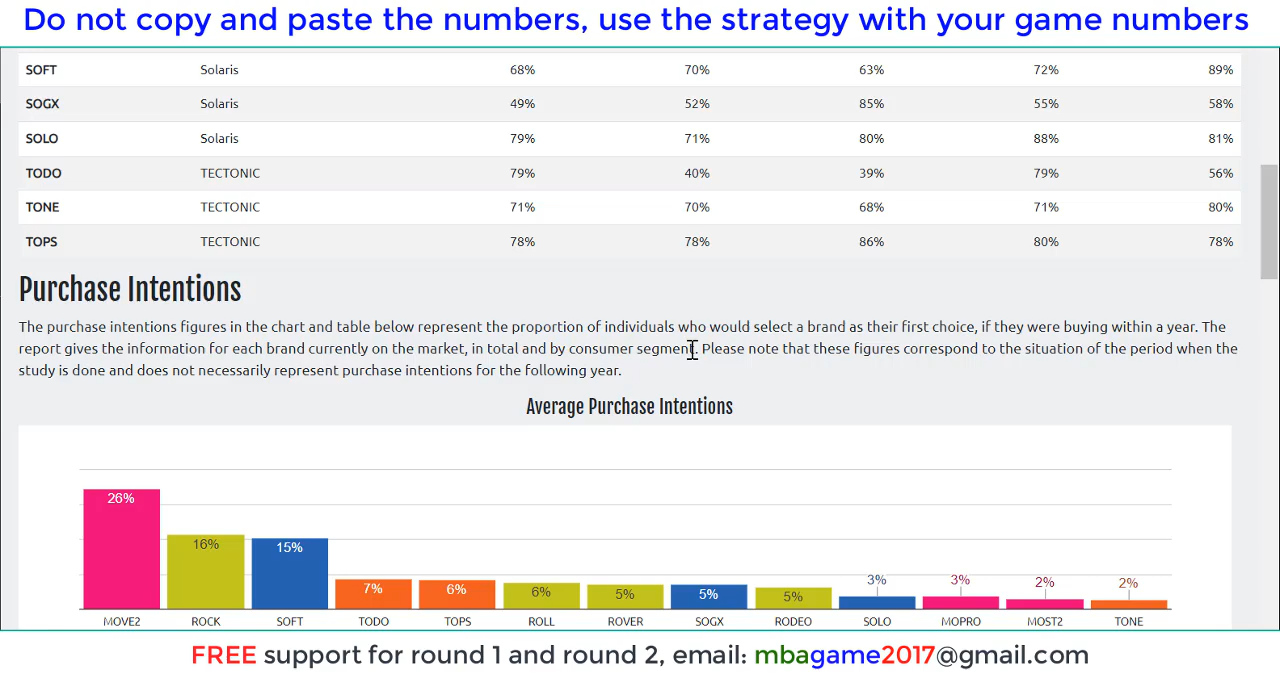 Do not copy and paste the numbers, use the strategy with your game numbers
SOFT Solaris 68% 70% 63% 72% 89%
SOGX Solaris 49% 52% 85% 55% 58%
SOLO Solaris 79% 71% 80% 88% 81%
TODO TECTONIC 79% 40% 39% 79% 56%
TONE TECTONIC 71% 70% 68% 71% 80%
TOPS TECTONIC 78% 78% 86% 80% 78%
Purchase Intentions
The purchase intentions figures in the chart and table below represent the proportion of individuals who would select a brand as their first choice, if they were buying within a year. The
report gives the information for each brand currently on the market, in total and by consumer segment. Please note that these figures correspond to the situation of the period when the
study is done and does not necessarily represent purchase intentions for the following year.
Average Purchase Intentions
26% 16% 15% 7% 6% 6% 5% 5% 5% 3% 3% 2% 2%
MOVE2 ROCK SOFT TODO TOPS ROLL ROVER SOGX RODEO SOLO MOPRO MOST2 TONE
FREE support for round 1 and round 2, email: mbagame2017@gmail.com